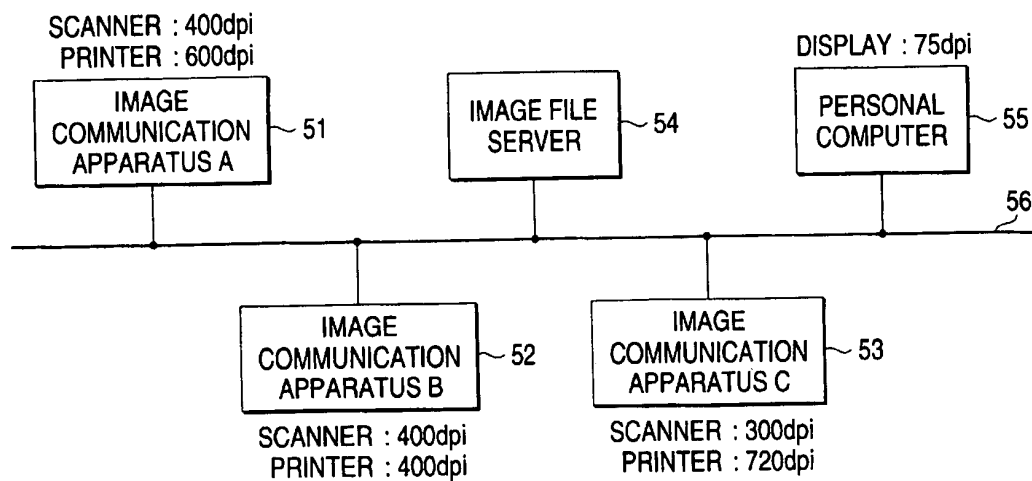 SCANNER : 400dpi
PRINTER : 600dpi
IMAGE
COMMUNICATION
APPARATUS A
51
IMAGE FILE
SERVER
54
DISPLAY : 75dpi
PERSONAL
COMPUTER
55
56
IMAGE
COMMUNICATION
APPARATUS B
52
SCANNER : 400dpi
PRINTER : 400dpi
IMAGE
COMMUNICATION
APPARATUS C
53
SCANNER : 300dpi
PRINTER : 720dpi